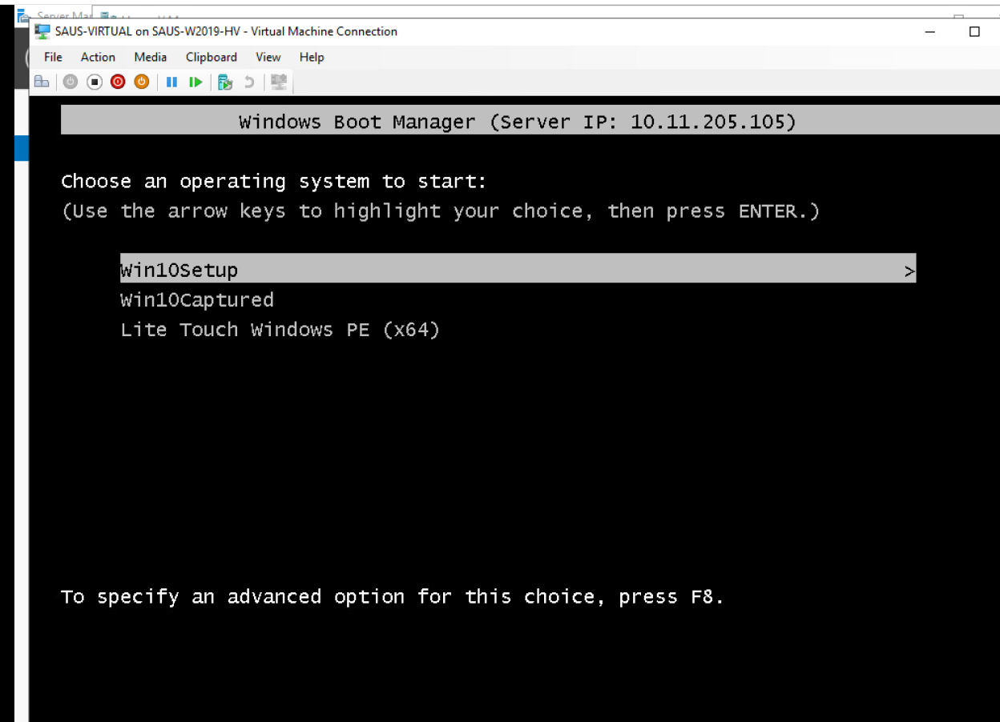 Server Mar
SAUS-VIRTUAL on SAUS-W2019-HV - Virtual Machine Connection
File Action Media Clipboard View Help
Windows Boot Manager (Server IP: 10.11.205.105)
Choose an operating system to start:
(Use the arrow keys to highlight your choice, then press ENTER.)
Win10Setup >
Win10Captured
Lite Touch Windows PE (x64)
To specify an advanced option for this choice, press F8.